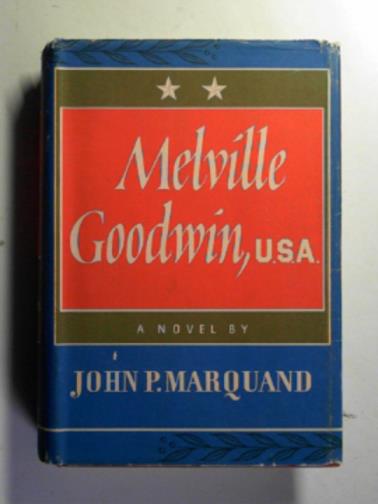 Melville
Goodwin, U.S.A.
A NOVEL BY
JOHN P. MARQUAND